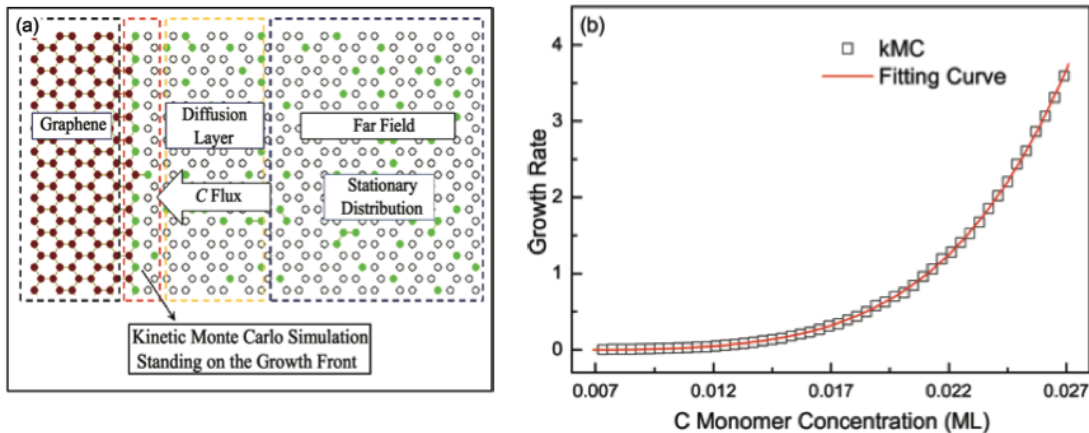 (a)
Graphene
Diffusion
Layer
Far Field
C Flux
Stationary
Distribution
Kinetic Monte Carlo Simulation
Standing on the Growth Front
(b)
kMC
Fitting Curve
Growth Rate
4
3
2
1
0
0.007
0.012
0.017
0.022
0.027
C Monomer Concentration (ML)